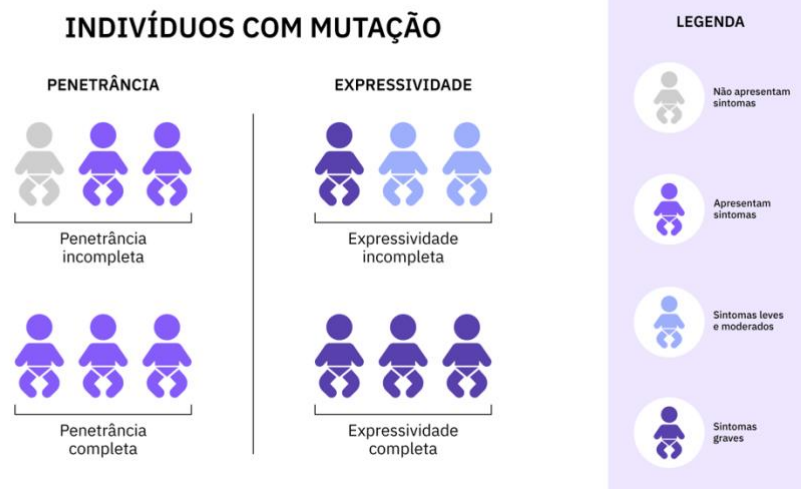 INDIVÍDUOS COM MUTAÇÃO
PENETRÂNCIA
Penetrância
incompleta
Penetrância
completa
EXPRESSIVIDADE
Expressividade
incompleta
Expressividade
completa
LEGENDA
Não apresentam
sintomas
Apresentam
sintomas
Sintomas leves
e moderados
Sintomas
graves